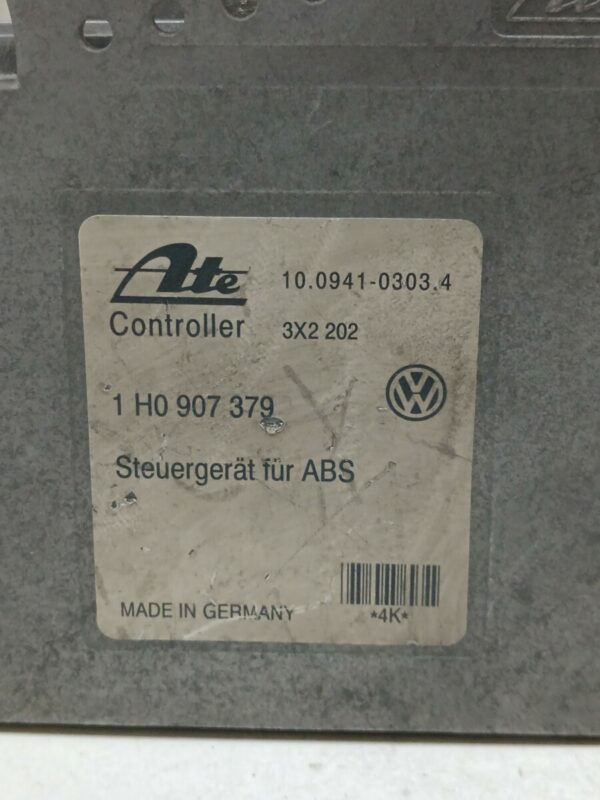 Ate 10.0941-0303.4
Controller 3X2 202
1 H0 907 379
Steuergerät für ABS
MADE IN GERMANY
*4K*